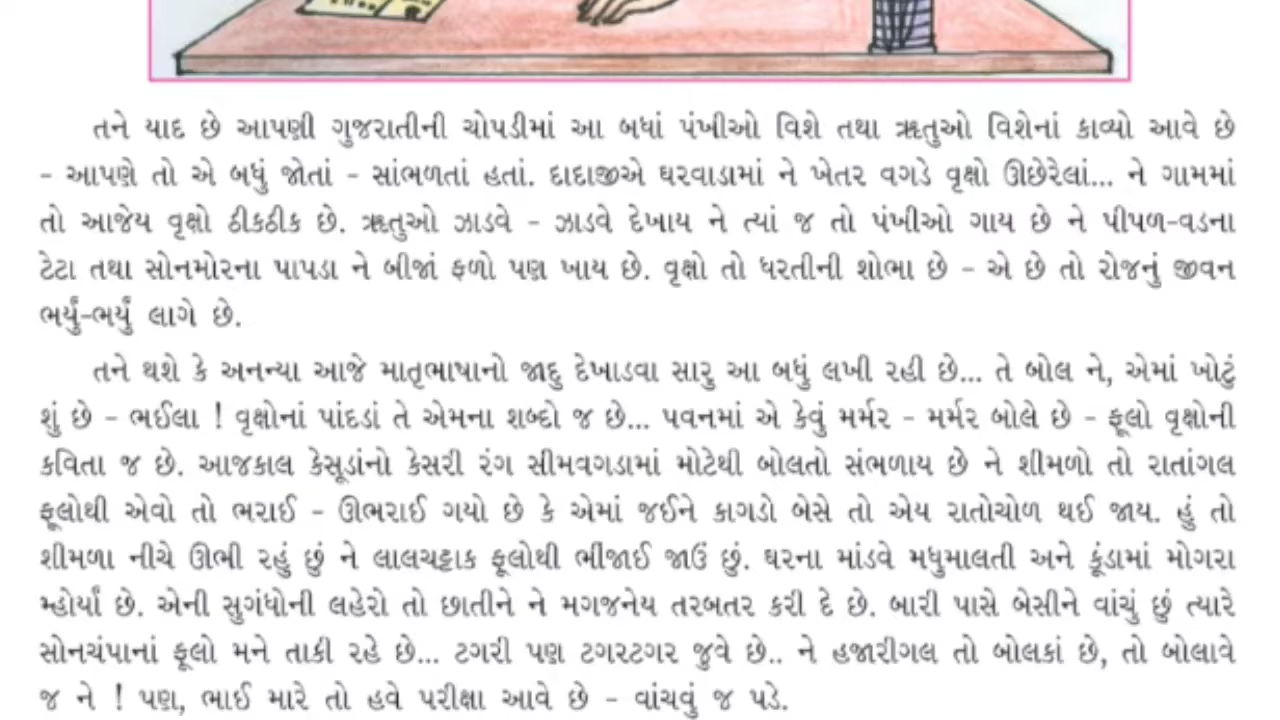 તને યાદ છે આપણી ગુજરાતીની ચોપડીમાં આ બધાં પંખીઓ વિશે તથા ઋતુઓ વિશેનાં કાવ્યો આવે છે
- આપણે તો એ બધું જોતાં - સાંભળતાં હતાં. દાદાજીએ ઘરવાડામાં ને ખેતર વગડે વૃક્ષો ઊછેરેલાં... ને ગામમાં
તો આજેય વૃક્ષો ઠીકઠીક છે. ઋતુઓ ઝાડવે - ઝાડવે દેખાય ને ત્યાં જ તો પંખીઓ ગાય છે ને પીપળ-વડના
ટેટા તથા સોનમોરના પાપડા ને બીજાં ફળો પણ ખાય છે. વૃક્ષો તો ધરતીની શોભા છે - એ છે તો રોજનું જીવન
ભર્યું-ભર્યું લાગે છે.
તને થશે કે અનન્યા આજે માતૃભાષાનો જાદુ દેખાડવા સારુ આ બધું લખી રહી છે... તે બોલ ને, એમાં ખોટું
શું છે - ભઈલા ! વૃક્ષોનાં પાંદડાં તે એમના શબ્દો જ છે... પવનમાં એ કેવું મર્મર - મર્મર બોલે છે - ફૂલો વૃક્ષોની
કવિતા જ છે. આજકાલ કેસૂડાંનો કેસરી રંગ સીમવગડામાં મોટેથી બોલતો સંભળાય છે ને શીમળો તો રાતાંગલ
ફૂલોથી એવો તો ભરાઈ - ઊભરાઈ ગયો છે કે એમાં જઈને કાગડો બેસે તો એય રાતોચોળ થઈ જાય. હું તો
શીમળા નીચે ઊભી રહું છું ને લાલચટ્ટાક ફૂલોથી ભીંજાઈ જાઉં છું. ઘરના માંડવે મધુમાલતી અને કૂંડામાં મોગરા
મ્હોર્યાં છે. એની સુગંધોની લહેરો તો છાતીને ને મગજનેય તરબતર કરી દે છે. બારી પાસે બેસીને વાંચું છું ત્યારે
સોનચંપાનાં ફૂલો મને તાકી રહે છે... ટગરી પણ ટગરટગર જુવે છે.. ને હજારીગલ તો બોલકાં છે, તો બોલાવે
જ ને ! પણ, ભાઈ મારે તો હવે પરીક્ષા આવે છે - વાંચવું જ પડે.